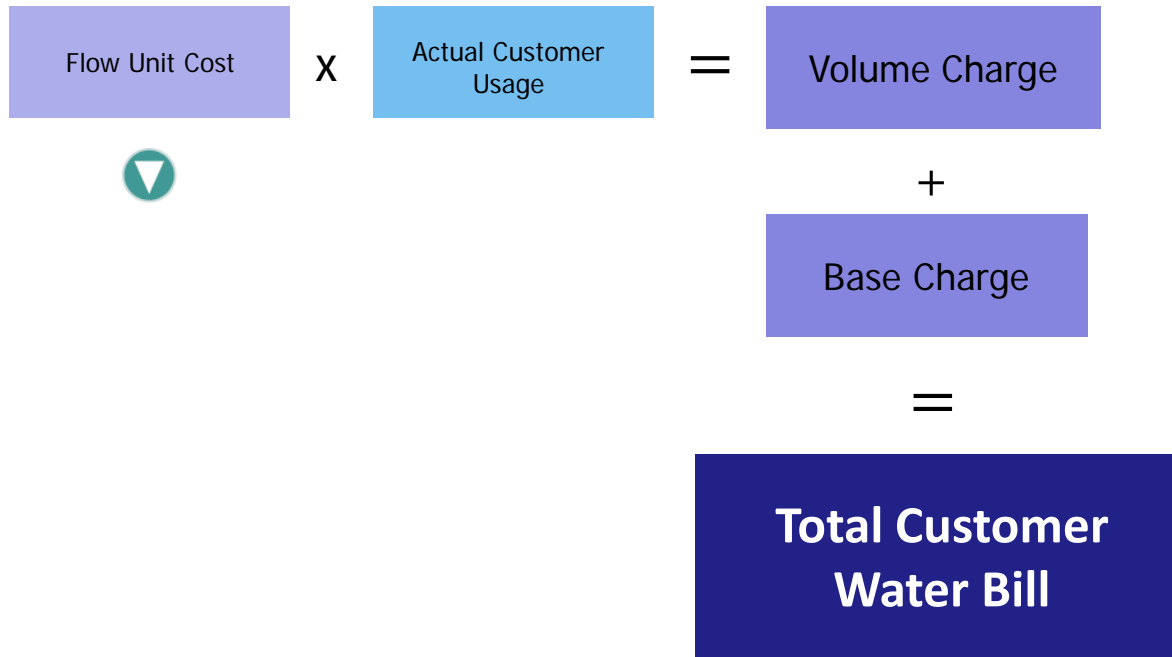 Flow Unit Cost
x
Actual Customer
Usage
=
Volume Charge
+
Base Charge
=
Total Customer
Water Bill